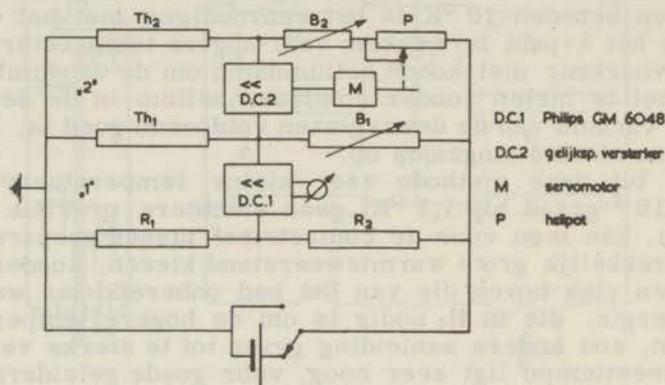 Th₂ B₂ P
<<
D.C.2 M
„2”
Th₁ B₁
„1”
<<
D.C.1
R₁ R₂
D.C.1 Philips GM 6048
D.C.2 gelijksp. versterker
M servomotor
P helipot